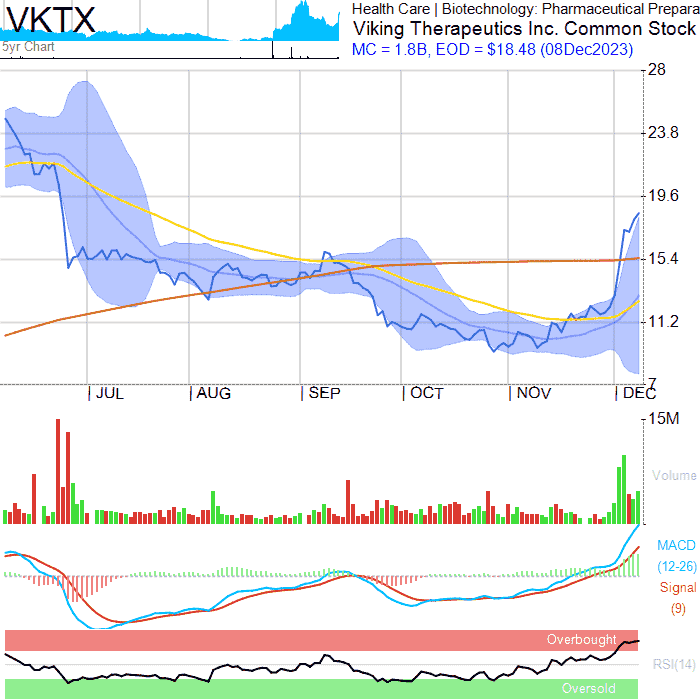 VKTX
Health Care | Biotechnology: Pharmaceutical Prepara
Viking Therapeutics Inc. Common Stock
5yr Chart
MC = 1.8B, EOD = $18.48 (08Dec2023)
28
23.8
19.6
15.4
11.2
7
JUL AUG SEP OCT NOV DEC
15M
Volume
MACD
(12-26)
Signal
(9)
Overbought
RSI(14)
Oversold